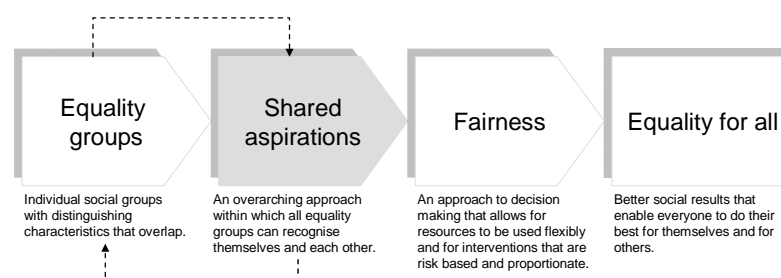 Equality
groups
Shared
aspirations
Fairness
Equality for all
Individual social groups
with distinguishing
characteristics that overlap.
An overarching approach
within which all equality
groups can recognise
themselves and each other.
An approach to decision
making that allows for
resources to be used flexibly
and for interventions that are
risk based and proportionate.
Better social results that
enable everyone to do their
best for themselves and for
others.